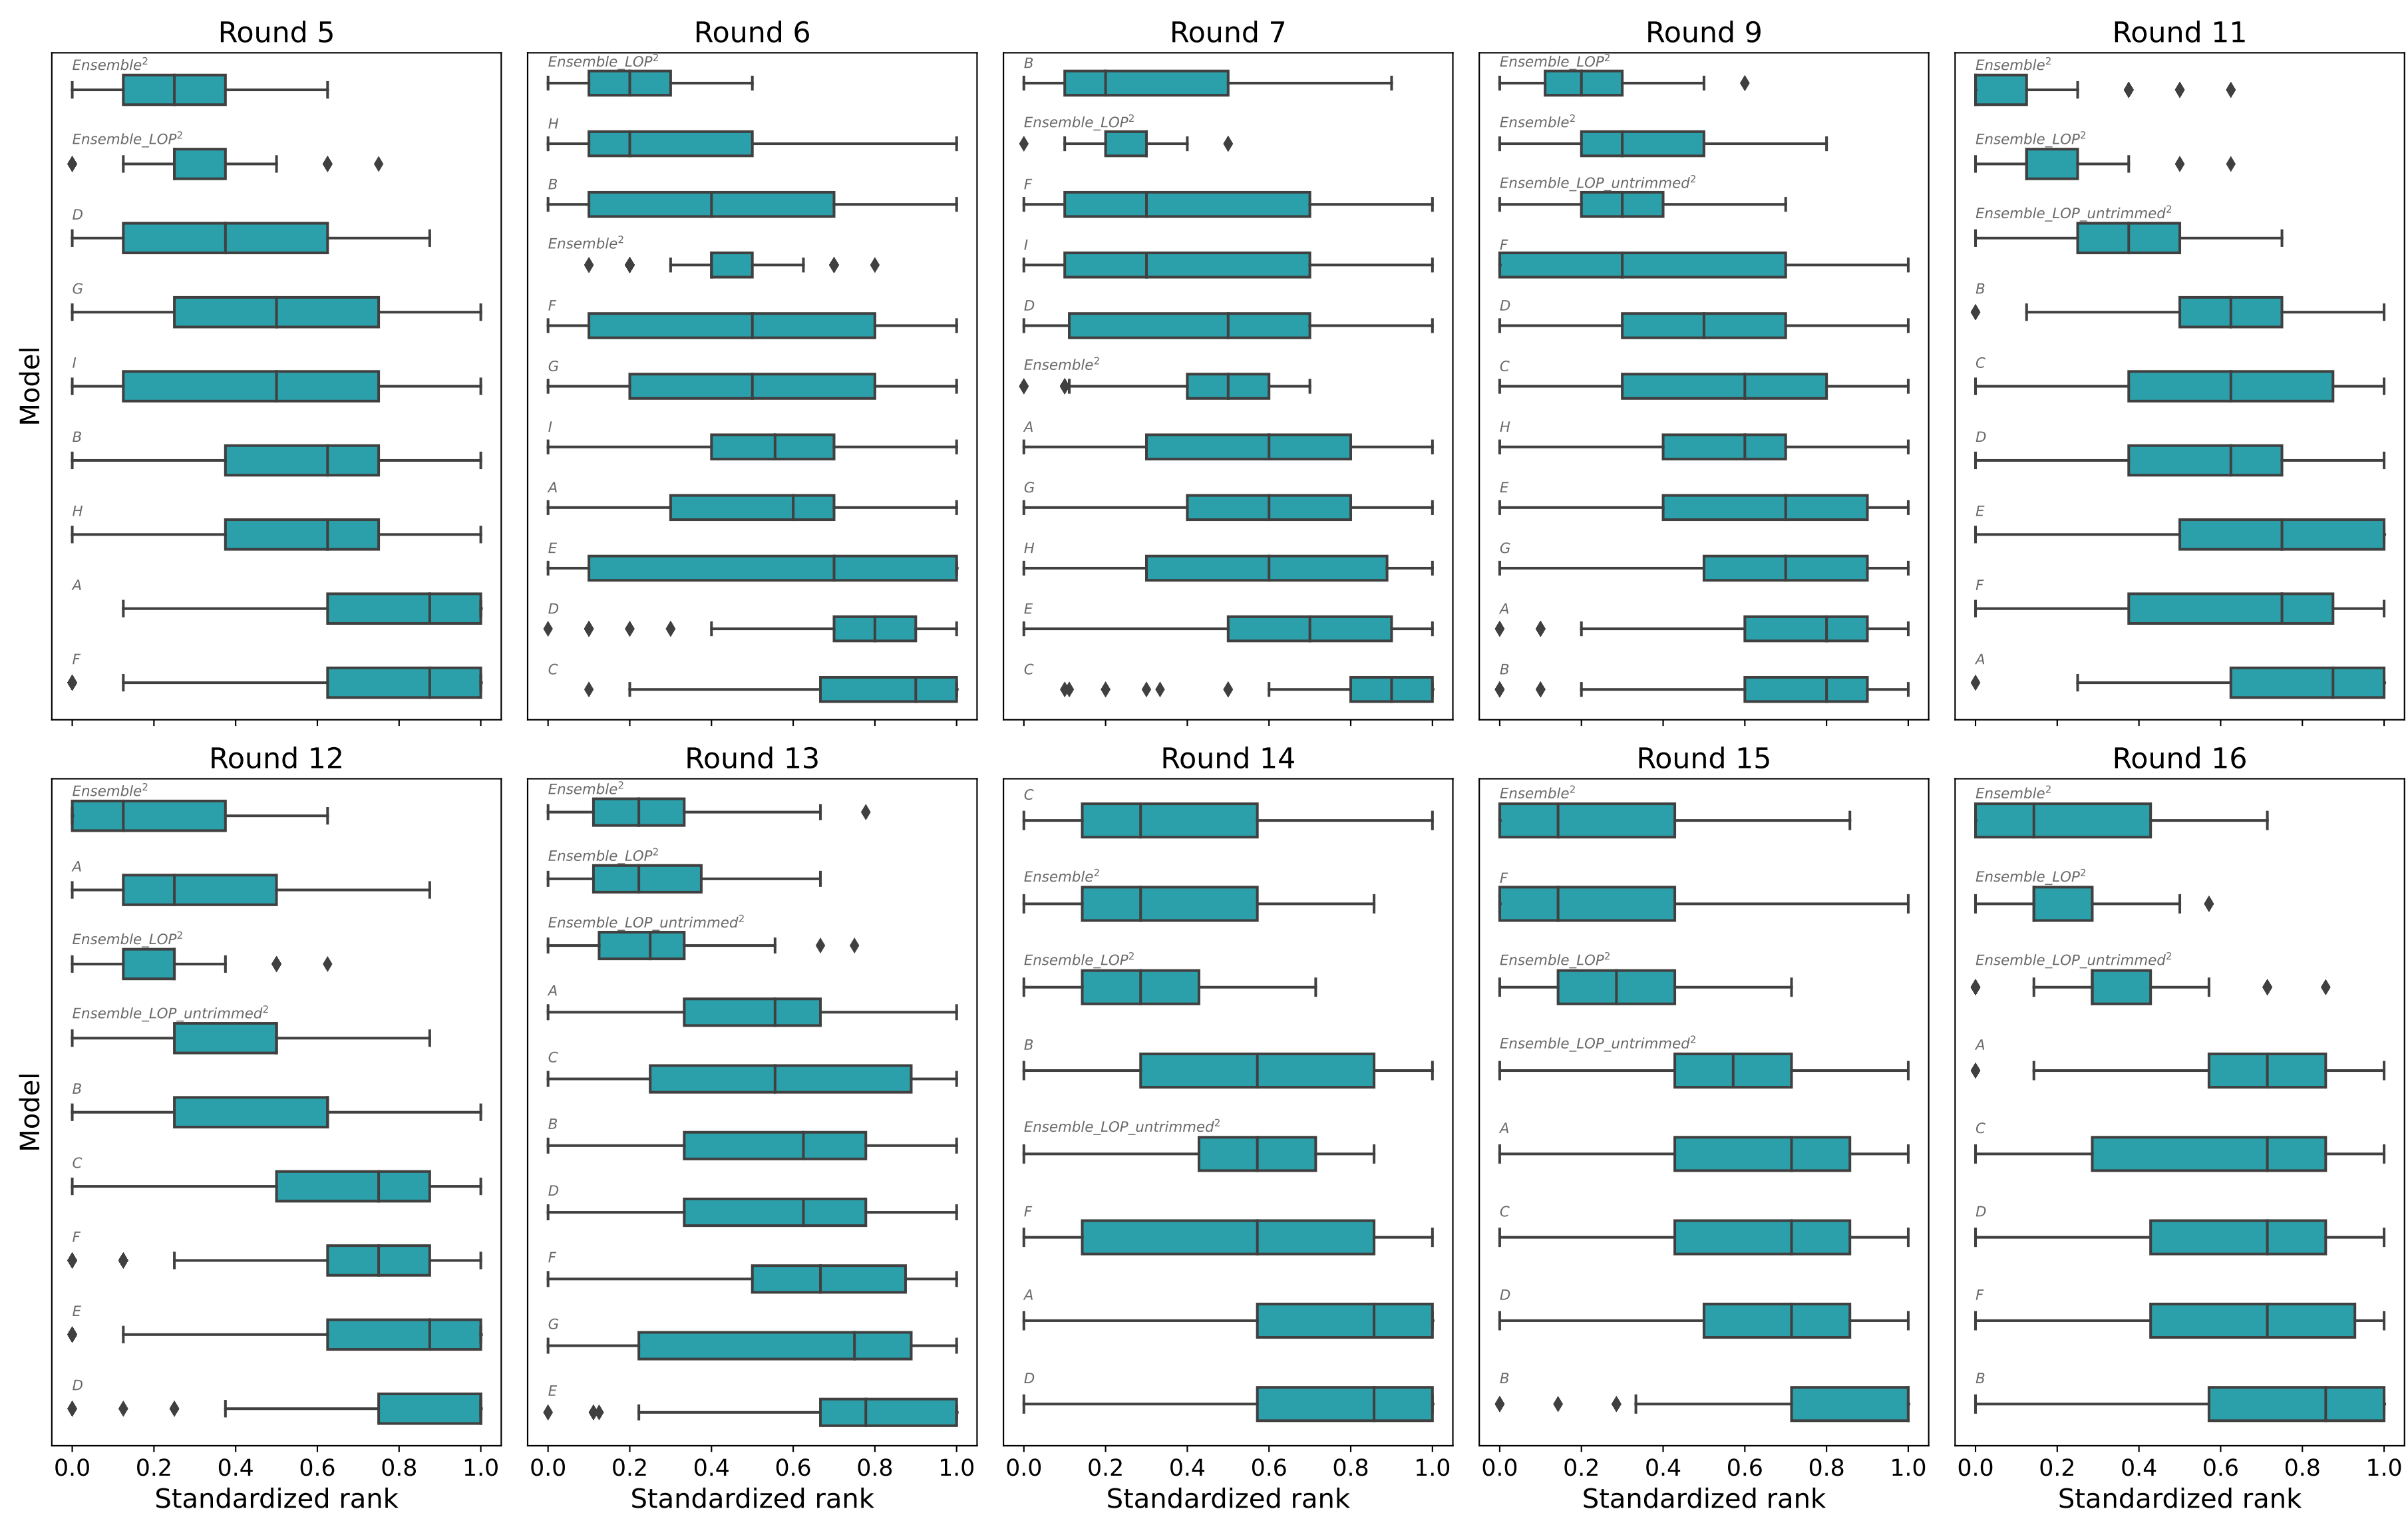 Round 5
Ensemble²
Ensemble_LOP²
D
G
I
B
H
A
F
Model
Round 6
Ensemble_LOP²
H
B
Ensemble²
F
G
I
A
E
D
C
Round 7
B
Ensemble_LOP²
F
I
D
Ensemble²
A
G
H
E
C
Round 9
Ensemble_LOP²
Ensemble²
Ensemble_LOP_untrimmed²
F
D
C
H
E
G
A
B
Round 11
Ensemble²
Ensemble_LOP²
Ensemble_LOP_untrimmed²
B
C
D
E
F
A
Round 12
Ensemble²
A
Ensemble_LOP²
Ensemble_LOP_untrimmed²
B
C
F
E
D
Model
0.0 0.2 0.4 0.6 0.8 1.0
Standardized rank
Round 13
Ensemble²
Ensemble_LOP²
Ensemble_LOP_untrimmed²
A
C
B
D
F
G
E
0.0 0.2 0.4 0.6 0.8 1.0
Standardized rank
Round 14
C
Ensemble²
Ensemble_LOP²
B
Ensemble_LOP_untrimmed²
F
A
D
0.0 0.2 0.4 0.6 0.8 1.0
Standardized rank
Round 15
Ensemble²
F
Ensemble_LOP²
Ensemble_LOP_untrimmed²
A
C
D
B
0.0 0.2 0.4 0.6 0.8 1.0
Standardized rank
Round 16
Ensemble²
Ensemble_LOP²
Ensemble_LOP_untrimmed²
A
C
D
F
B
0.0 0.2 0.4 0.6 0.8 1.0
Standardized rank